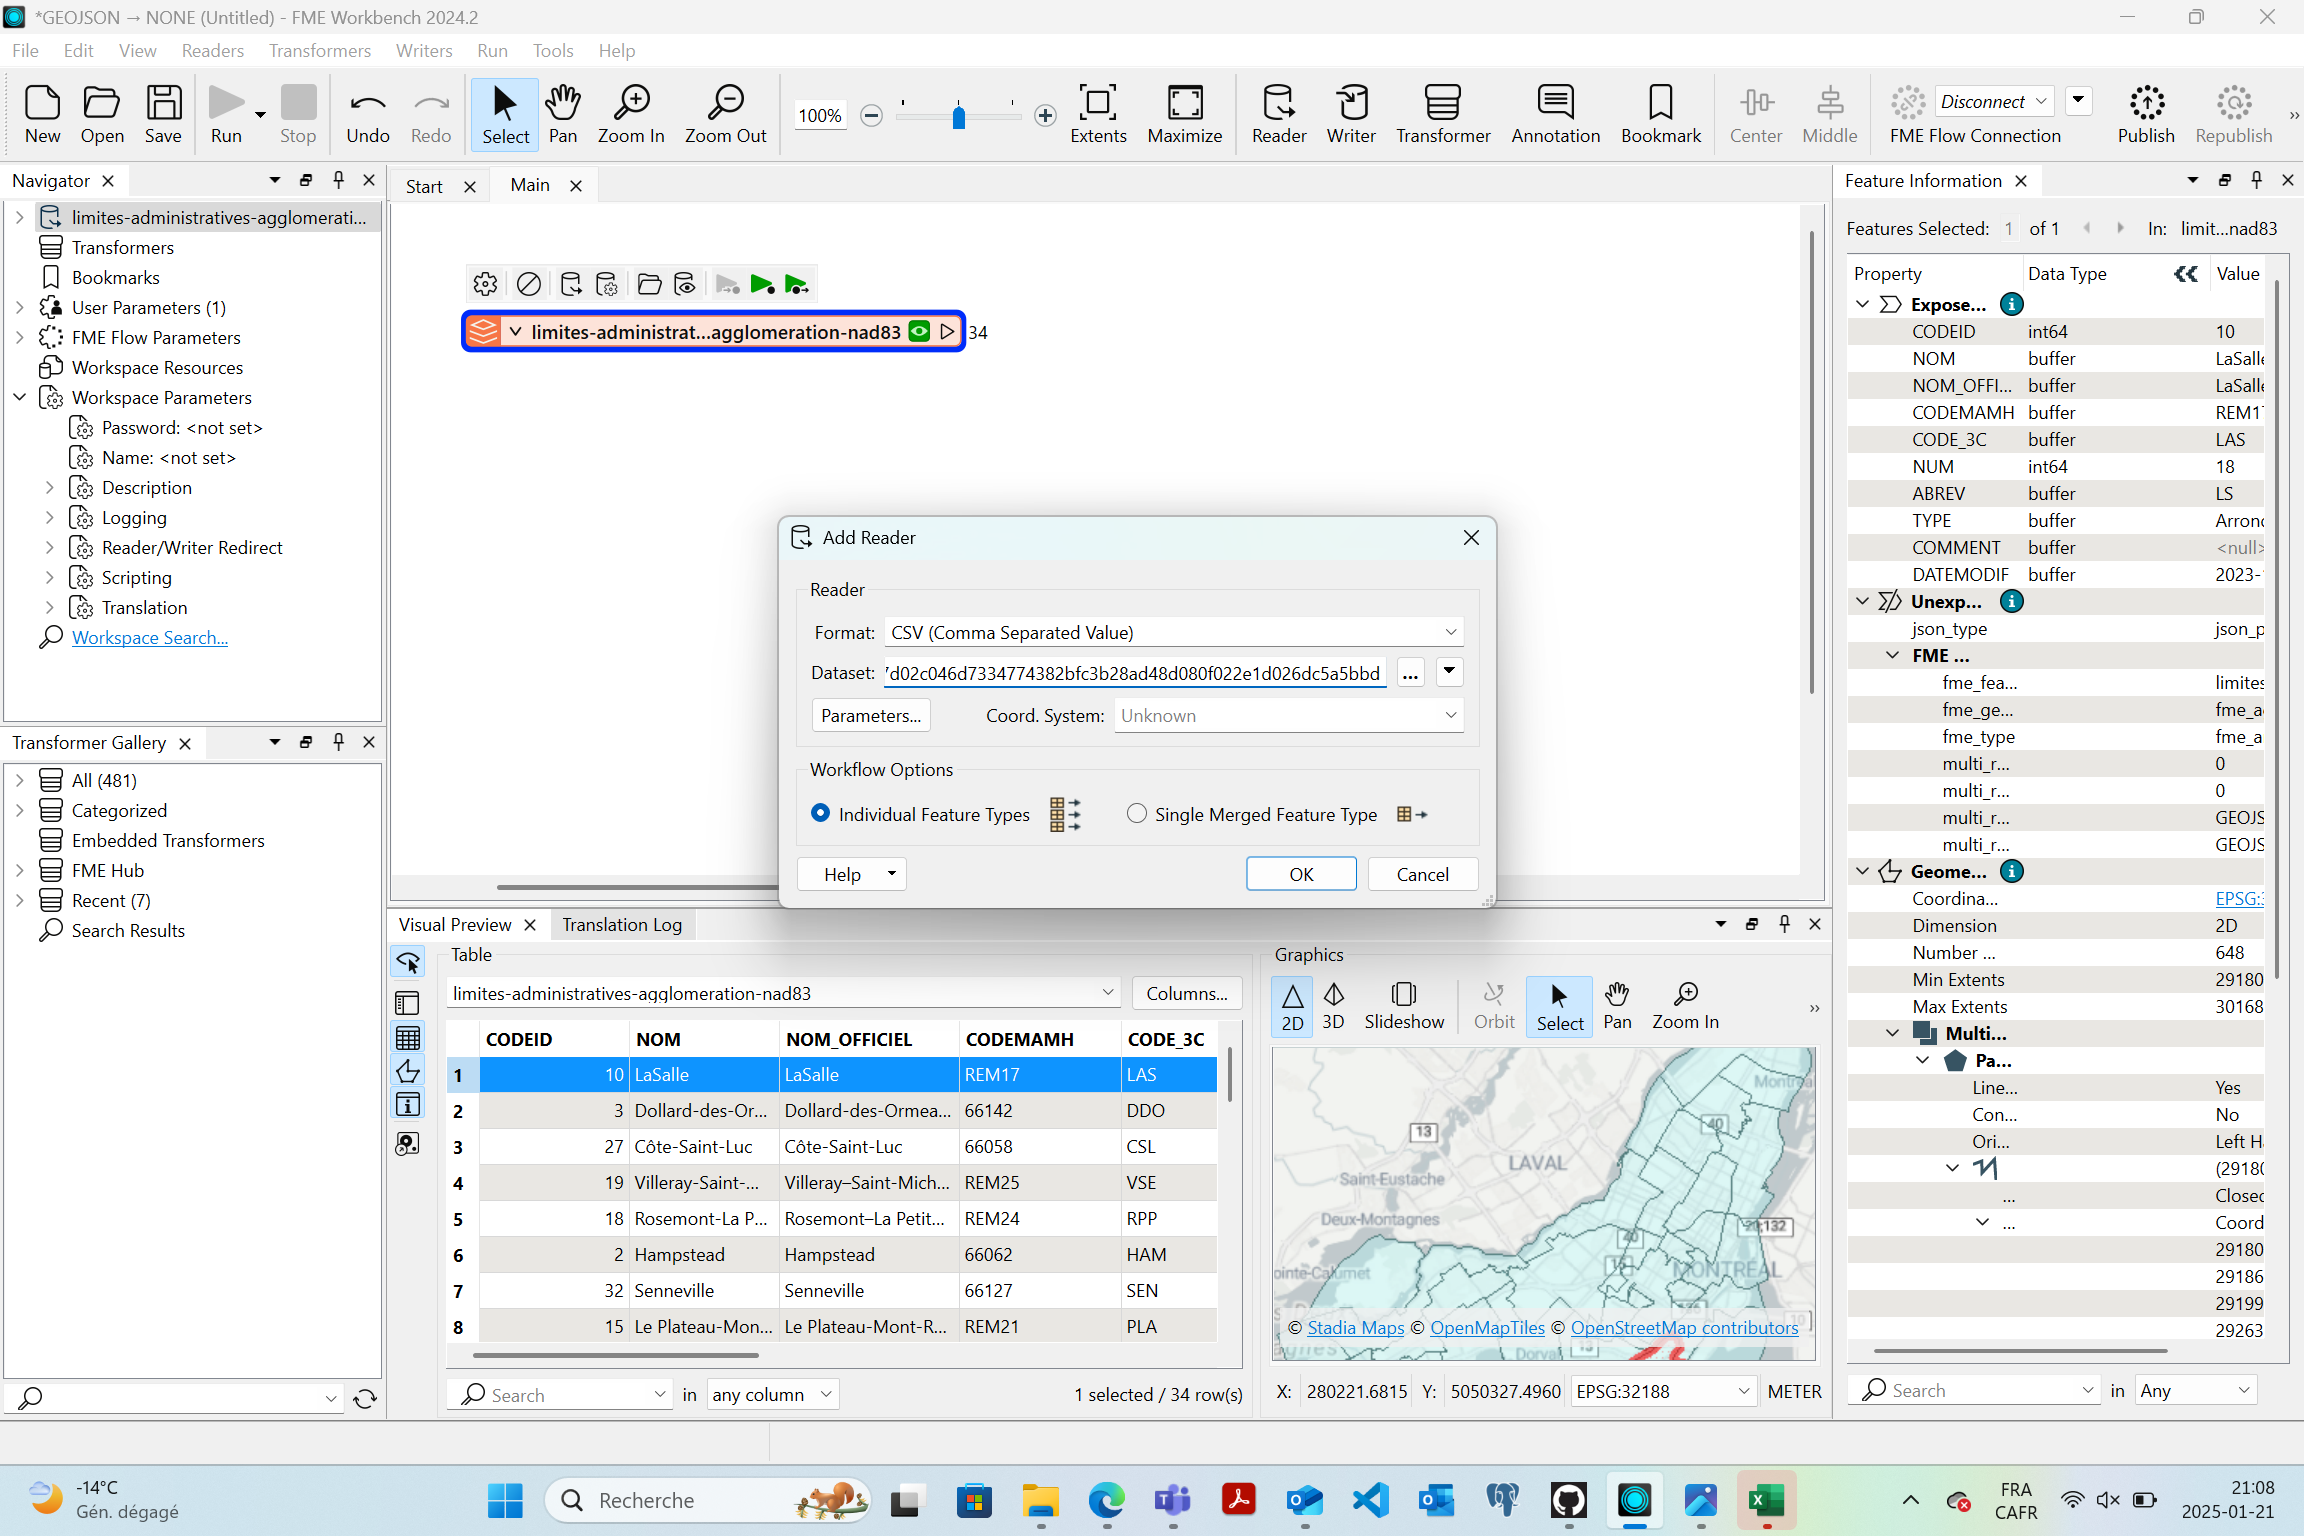 *GEOJSON → NONE (Untitled) - FME Workbench 2024.2
File Edit View Readers Transformers Writers Run Tools Help
New Open Save Run Stop Undo Redo Select Pan Zoom In Zoom Out 100% Extents Maximize Reader Writer Transformer Annotation Bookmark Center Middle Disconnect FME Flow Connection Publish Republish »
Navigator
limites-administratives-agglomerati...
Transformers
Bookmarks
User Parameters (1)
FME Flow Parameters
Workspace Resources
Workspace Parameters
Password: <not set>
Name: <not set>
Description
Logging
Reader/Writer Redirect
Scripting
Translation
Workspace Search...
Transformer Gallery
All (481)
Categorized
Embedded Transformers
FME Hub
Recent (7)
Search Results
Start Main
limites-administrat...agglomeration-nad83 34
Add Reader
Reader
Format: CSV (Comma Separated Value)
Dataset: 7d02c046d7334774382bfc3b28ad48d080f022e1d026dc5a5bbd ...
Parameters... Coord. System: Unknown
Workflow Options
Individual Feature Types Single Merged Feature Type
Help OK Cancel
Visual Preview Translation Log
Table
limites-administratives-agglomeration-nad83 Columns...
CODEID NOM NOM_OFFICIEL CODEMAMH CODE_3C
1 10 LaSalle LaSalle REM17 LAS
2 3 Dollard-des-Or... Dollard-des-Ormea... 66142 DDO
3 27 Côte-Saint-Luc Côte-Saint-Luc 66058 CSL
4 19 Villeray-Saint-... Villeray–Saint-Mich... REM25 VSE
5 18 Rosemont-La P... Rosemont–La Petit... REM24 RPP
6 2 Hampstead Hampstead 66062 HAM
7 32 Senneville Senneville 66127 SEN
8 15 Le Plateau-Mon... Le Plateau-Mont-R... REM21 PLA
Search in any column 1 selected / 34 row(s)
Graphics
2D 3D Slideshow Orbit Select Pan Zoom In »
Montréal
40
13
LAVAL
Saint-Eustache
Deux-Montagnes
MONTRÉAL
© Stadia Maps © OpenMapTiles © OpenStreetMap contributors
Dorval
X: 280221.6815 Y: 5050327.4960 EPSG:32188 METER
Feature Information
Features Selected: 1 of 1 In: limit...nad83
Property Data Type Value
Expose...
CODEID int64 10
NOM buffer LaSalle
NOM_OFFI... buffer LaSalle
CODEMAMH buffer REM17
CODE_3C buffer LAS
NUM int64 18
ABREV buffer LS
TYPE buffer Arrond
COMMENT buffer <null>
DATEMODIF buffer 2023-
Unexp...
json_type json_p
FME ...
fme_fea... limites
fme_ge... fme_a
fme_type fme_a
multi_r... 0
multi_r... 0
multi_r... GEOJS
multi_r... GEOJS
Geome...
Coordina... EPSG:3
Dimension 2D
Number ... 648
Min Extents 29180
Max Extents 30168
Multi...
Pa...
Line... Yes
Con... No
Ori... Left Ha
(29180
... Closed
... Coord
29180
29186
29199
29263
Search in Any
-14°C
Gén. dégagé
Recherche
FRA
CAFR
21:08
2025-01-21